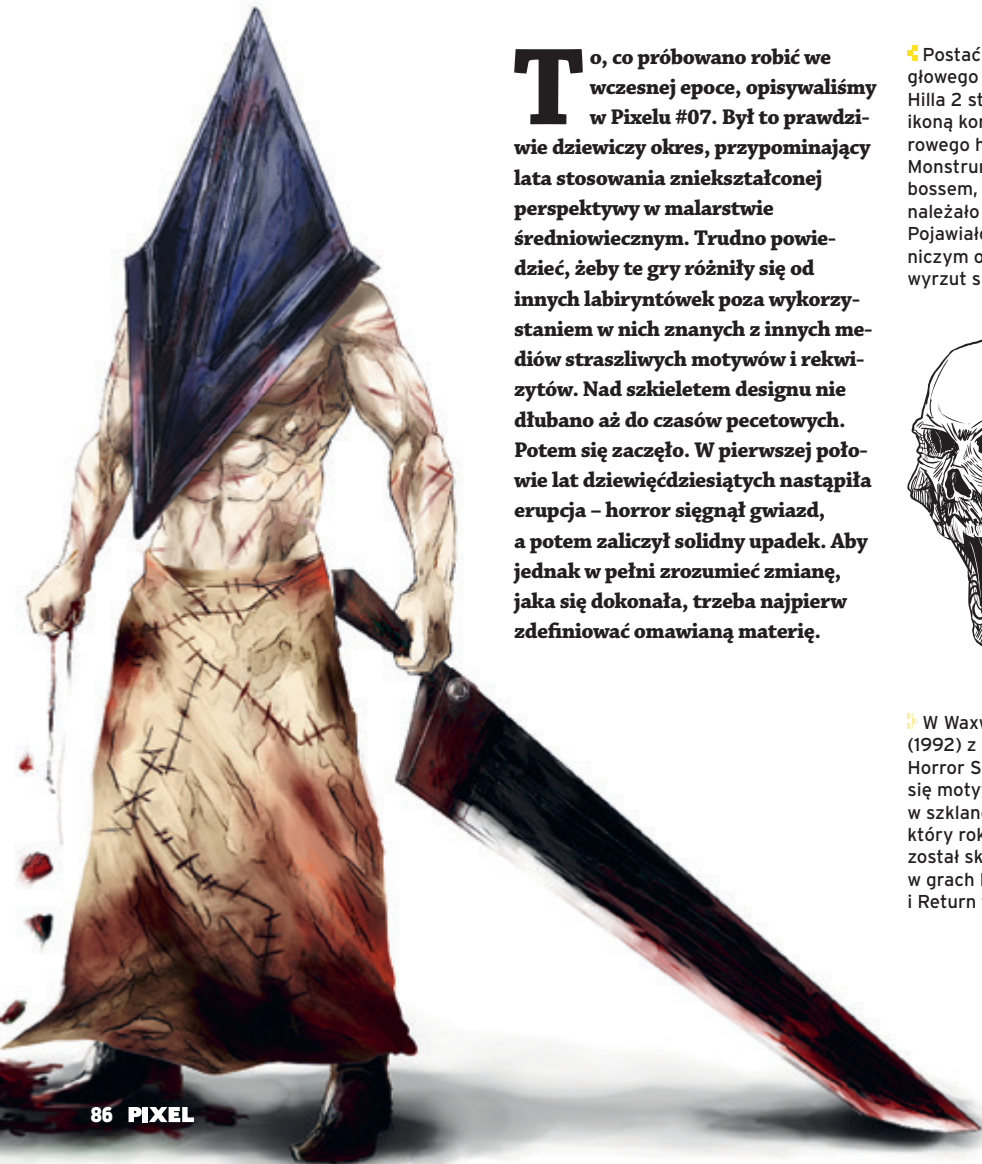 To, co próbowano robić we
wczesnej epoce, opisywaliśmy
w Pixelu #07. Był to prawdzi-
wie dziewiczy okres, przypominający
lata stosowania zniekształconej
perspektywy w malarstwie
średniowiecznym. Trudno powie-
dzieć, żeby te gry różniły się od
innych labiryntówek poza wykorzy-
staniem w nich znanych z innych me-
diów straszliwych motywów i rekwi-
zytów. Nad szkieletem designu nie
dłubano aż do czasów pecetowych.
Potem się zaczęło. W pierwszej poło-
wie lat dziewięćdziesiątych nastąpiła
erupcja – horror sięgnął gwiazd,
a potem zaliczył solidny upadek. Aby
jednak w pełni zrozumieć zmianę,
jaka się dokonała, trzeba najpierw
zdefiniować omawianą materię.
Postać
głowego
Hilla 2 st
ikoną kon
rowego h
Monstrum
bossem,
należało
Pojawiało
niczym o
wyrzut s
W Waxw
(1992) z
Horror S
się moty
w szklane
który rok
został sk
w grach
i Return
86 PIXEL